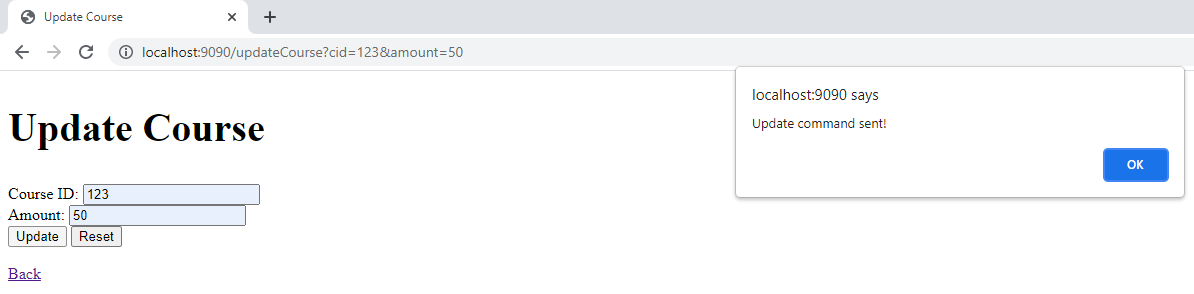 Update Course
localhost:9090/updateCourse?cid=123&amount=50
localhost:9090 says
Update command sent!
OK
Update Course
Course ID: 123
Amount: 50
Update Reset
Back